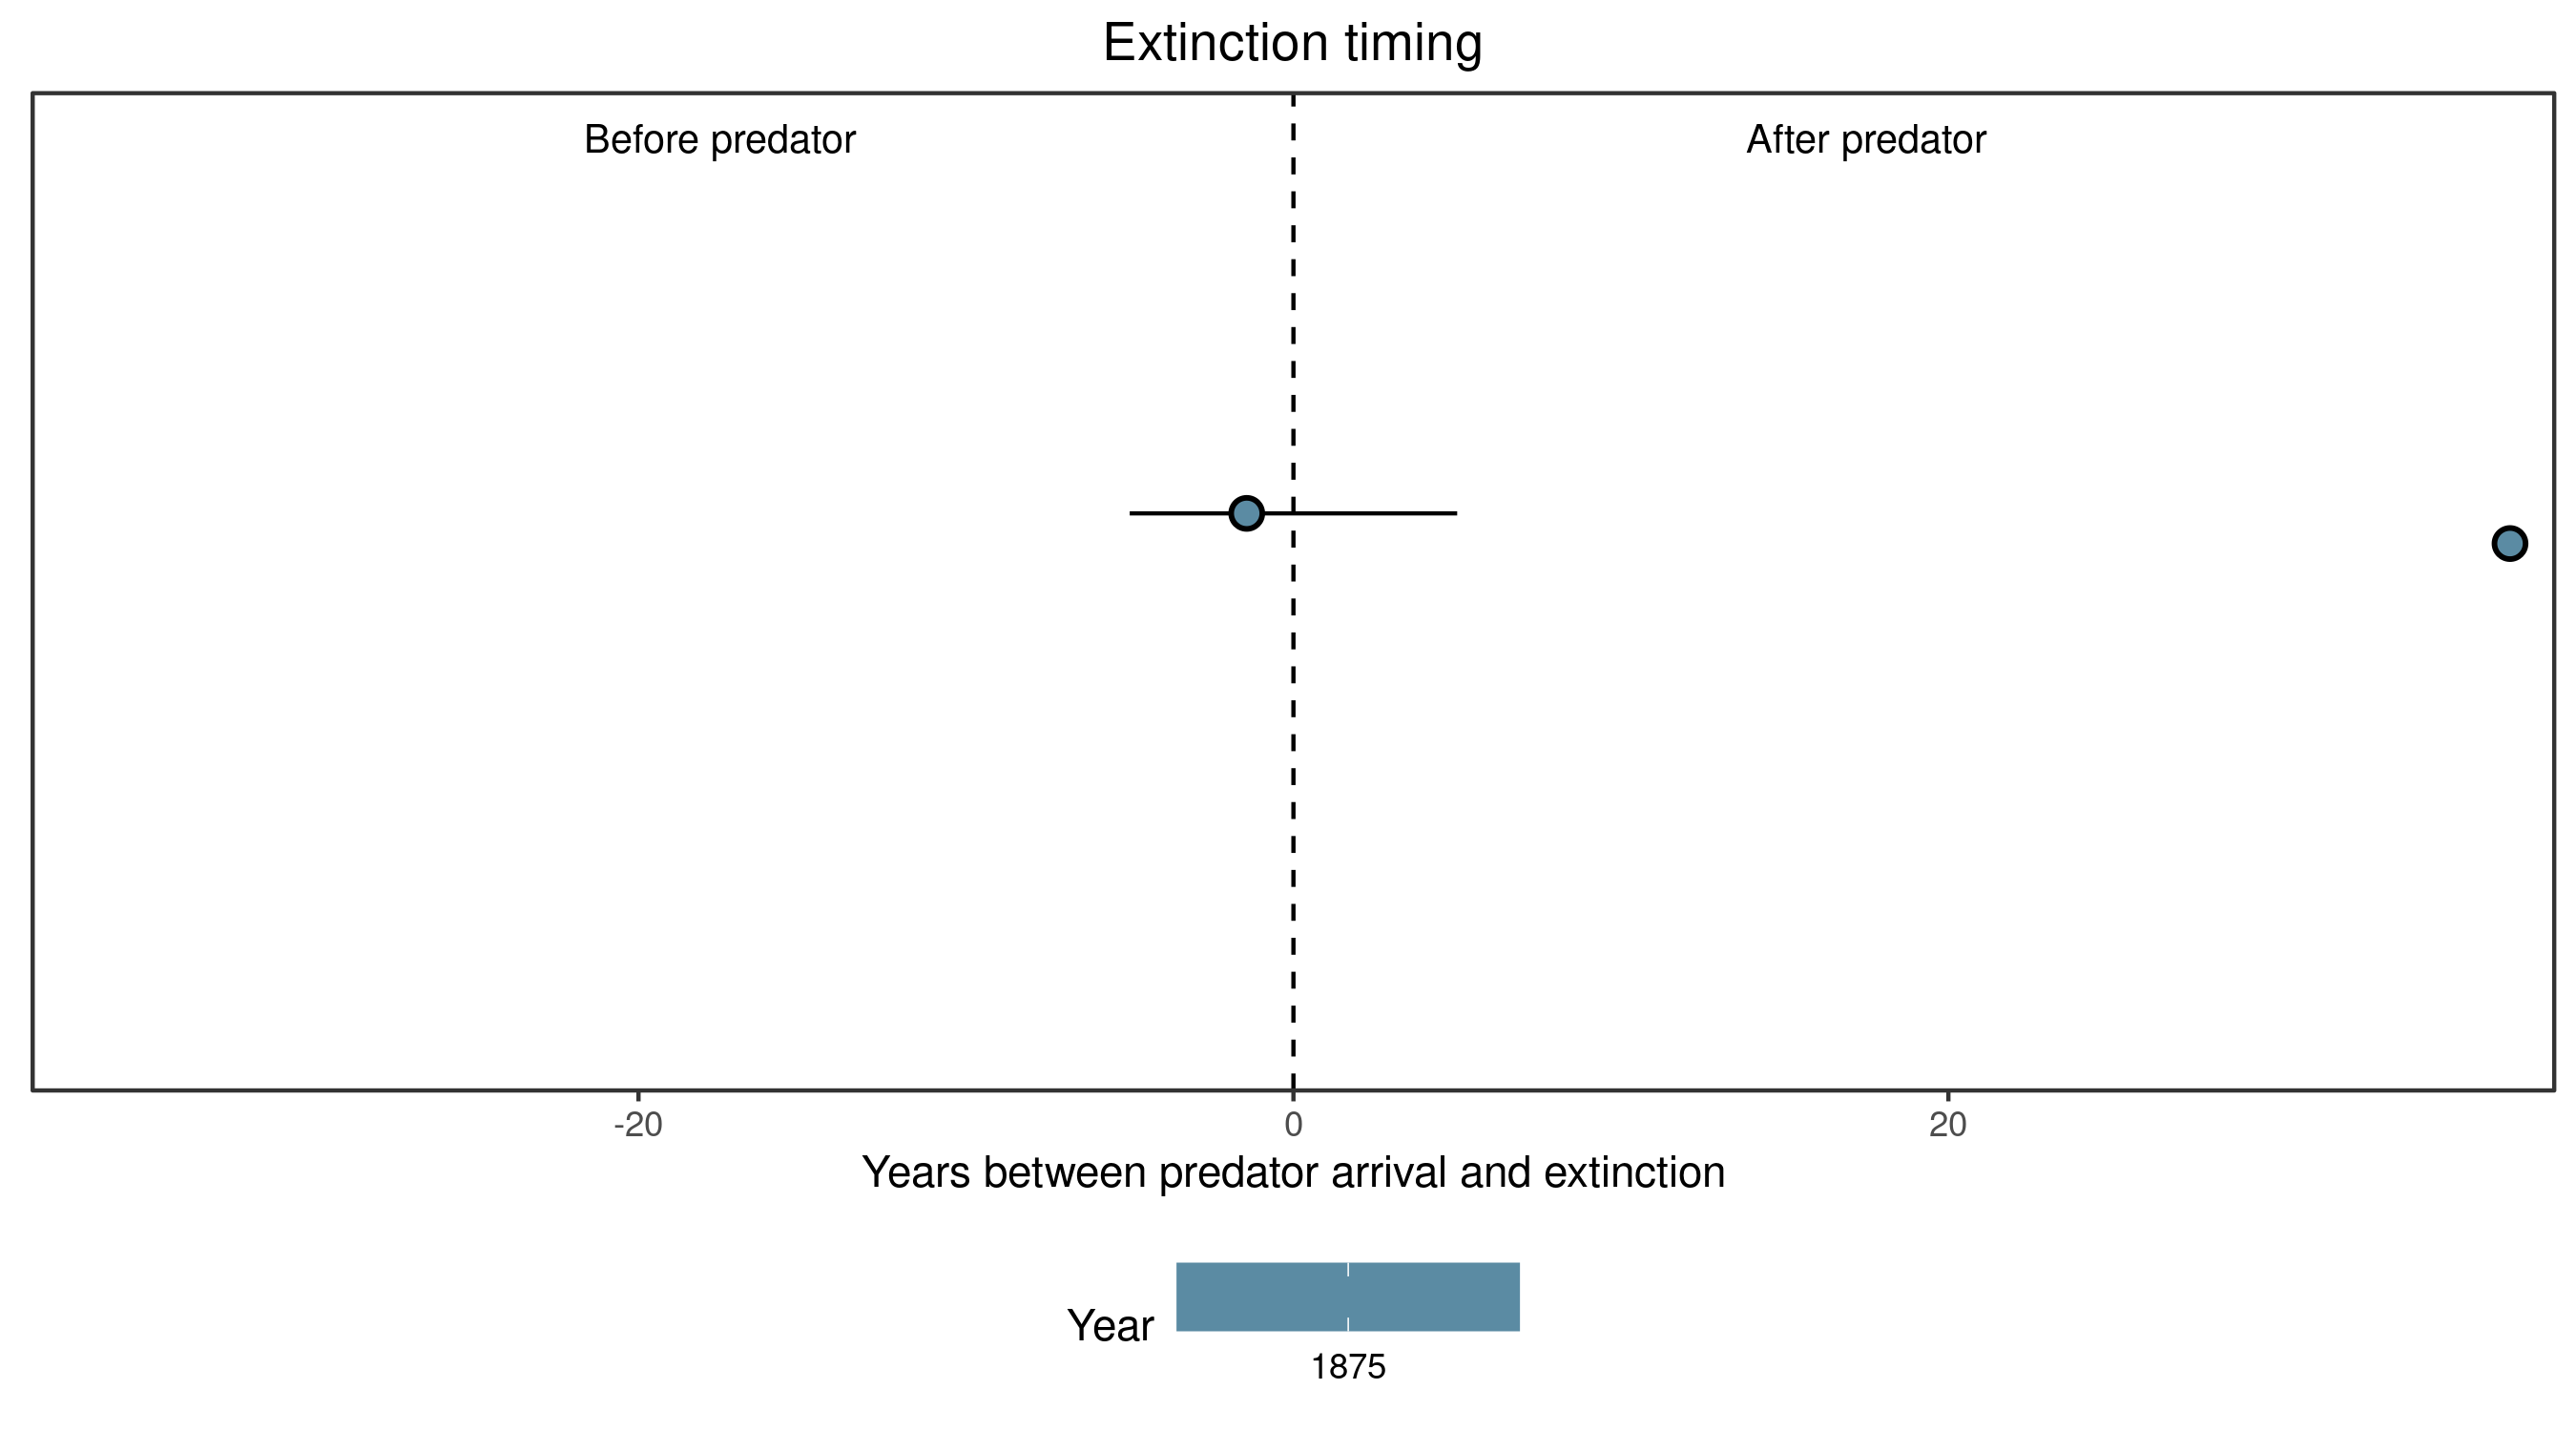 Extinction timing
Before predator
After predator
-20
0
20
Years between predator arrival and extinction
Year
1875